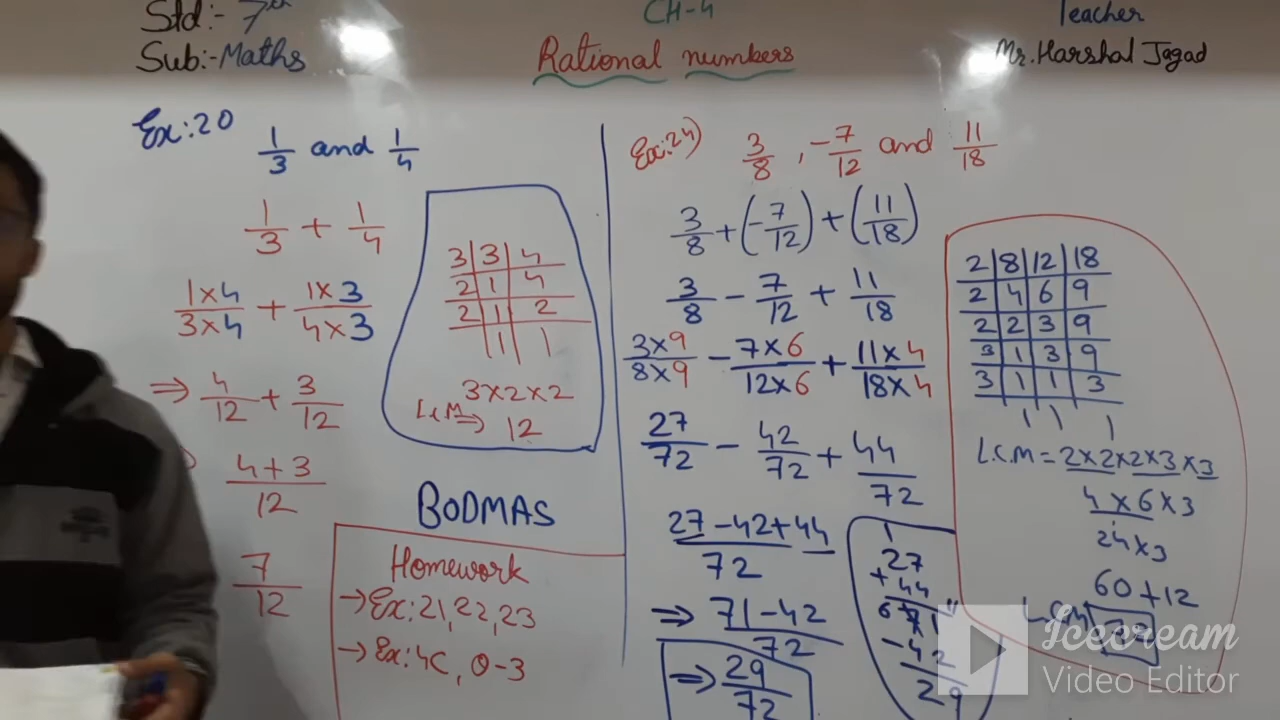 Std:- 7th
Sub:- Maths
CH-4
Rational numbers
Teacher
Mr. Harshal Jagad
Ex:20
1/3 and 1/4
1/3 + 1/4
1×4/3×4 + 1×3/4×3
⇒ 4/12 + 3/12
4+3/12
7/12
3 | 3 | 4
2 | 1 | 4
2 | 1 | 2
1 | 1
3×2×2
L.C.M ⇒ 12
BODMAS
Homework
→ Ex: 21, 22, 23
→ Ex: 4C, Q-3
Ex:24)
3/8 , -7/12 and 11/18
3/8 + (-7/12) + (11/18)
3/8 - 7/12 + 11/18
3×9/8×9 - 7×6/12×6 + 11×4/18×4
27/72 - 42/72 + 44/72
27-42+44/72
⇒ 71-42/72
⇒ 29/72
1
27
+44
71
-42
29
2 | 8 | 12 | 18
2 | 4 | 6 | 9
2 | 2 | 3 | 9
3 | 1 | 3 | 9
3 | 1 | 1 | 3
1 1 1
L.C.M = 2×2×2×3×3
4×6×3
24×3
60+12
L.C.M
Icecream
Video Editor